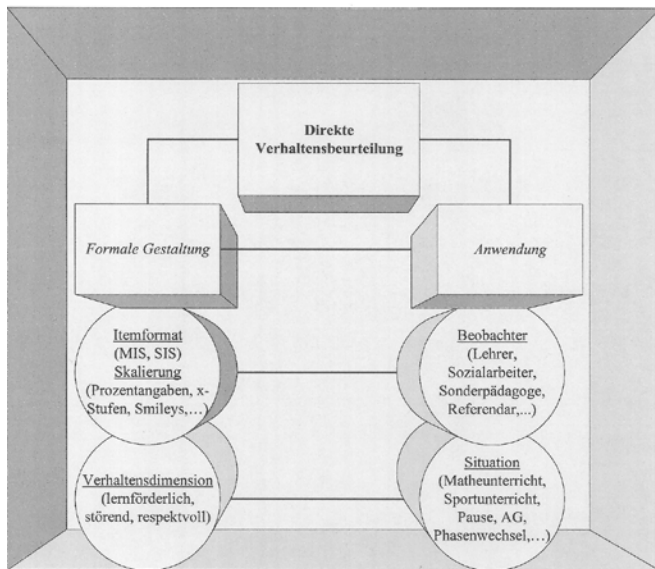 Direkte
Verhaltensbeurteilung
Formale Gestaltung
Anwendung
Itemformat
(MIS, SIS)
Skalierung
(Prozentangaben, x-
Stufen, Smileys,…)
Beobachter
(Lehrer,
Sozialarbeiter,
Sonderpädagoge,
Referendar,...)
Verhaltensdimension
(lernförderlich,
störend, respektvoll)
Situation
(Matheunterricht,
Sportunterricht,
Pause, AG,
Phasenwechsel,…)